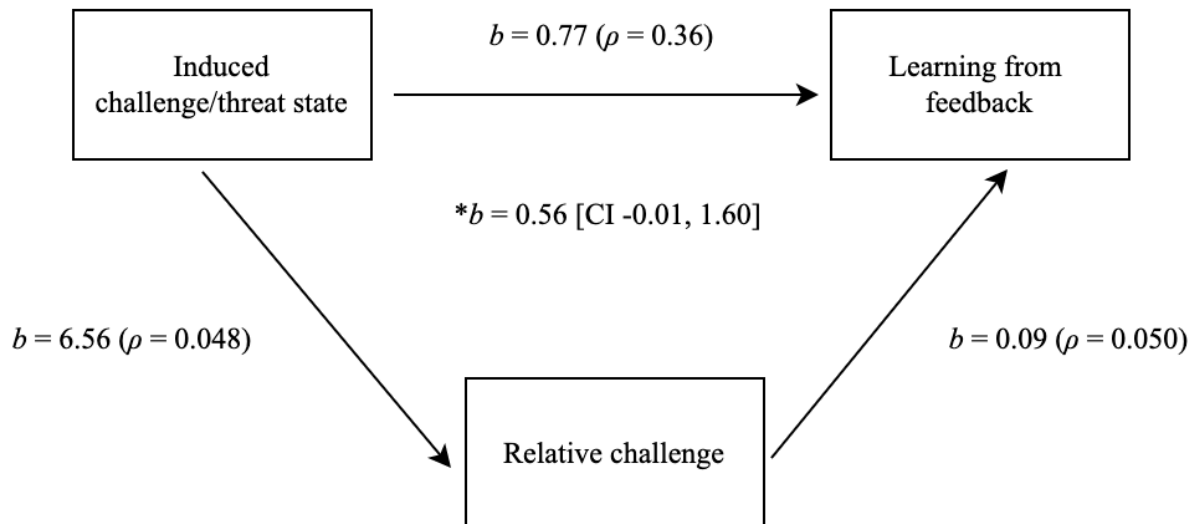 b = 0.77 (ρ = 0.36)
Induced
challenge/threat state
Learning from
feedback
*b = 0.56 [CI -0.01, 1.60]
b = 6.56 (ρ = 0.048)
b = 0.09 (ρ = 0.050)
Relative challenge